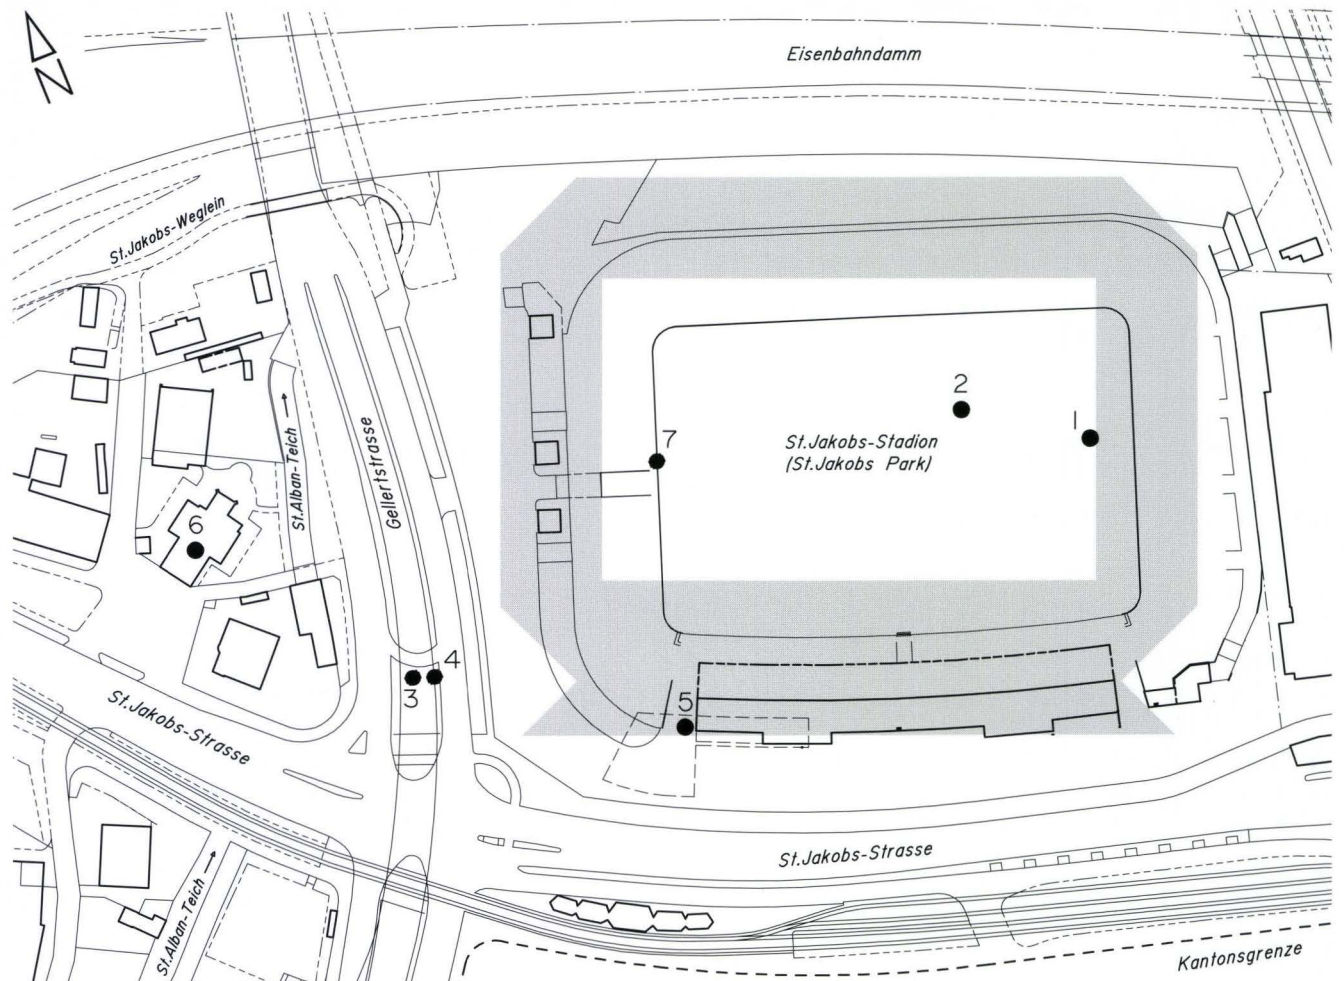 N
Eisenbahndamm
St.Jakobs-Weglein
2
1
St.Jakobs-Stadion
(St.Jakobs Park)
7
Gellertstrasse
St.Alban-Teich
6
3
4
5
St.Jakobs-Strasse
St.Jakobs-Strasse
St.Alban-Teich
Kantonsgrenze